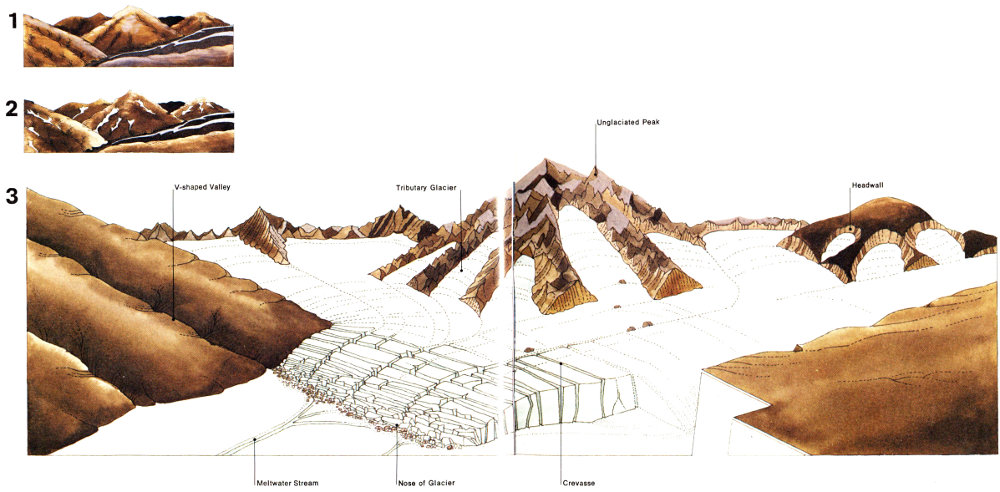 1
2
Unglaciated Peak
3
V-shaped Valley
Tributary Glacier
Headwall
Meltwater Stream
Nose of Glacier
Crevasse